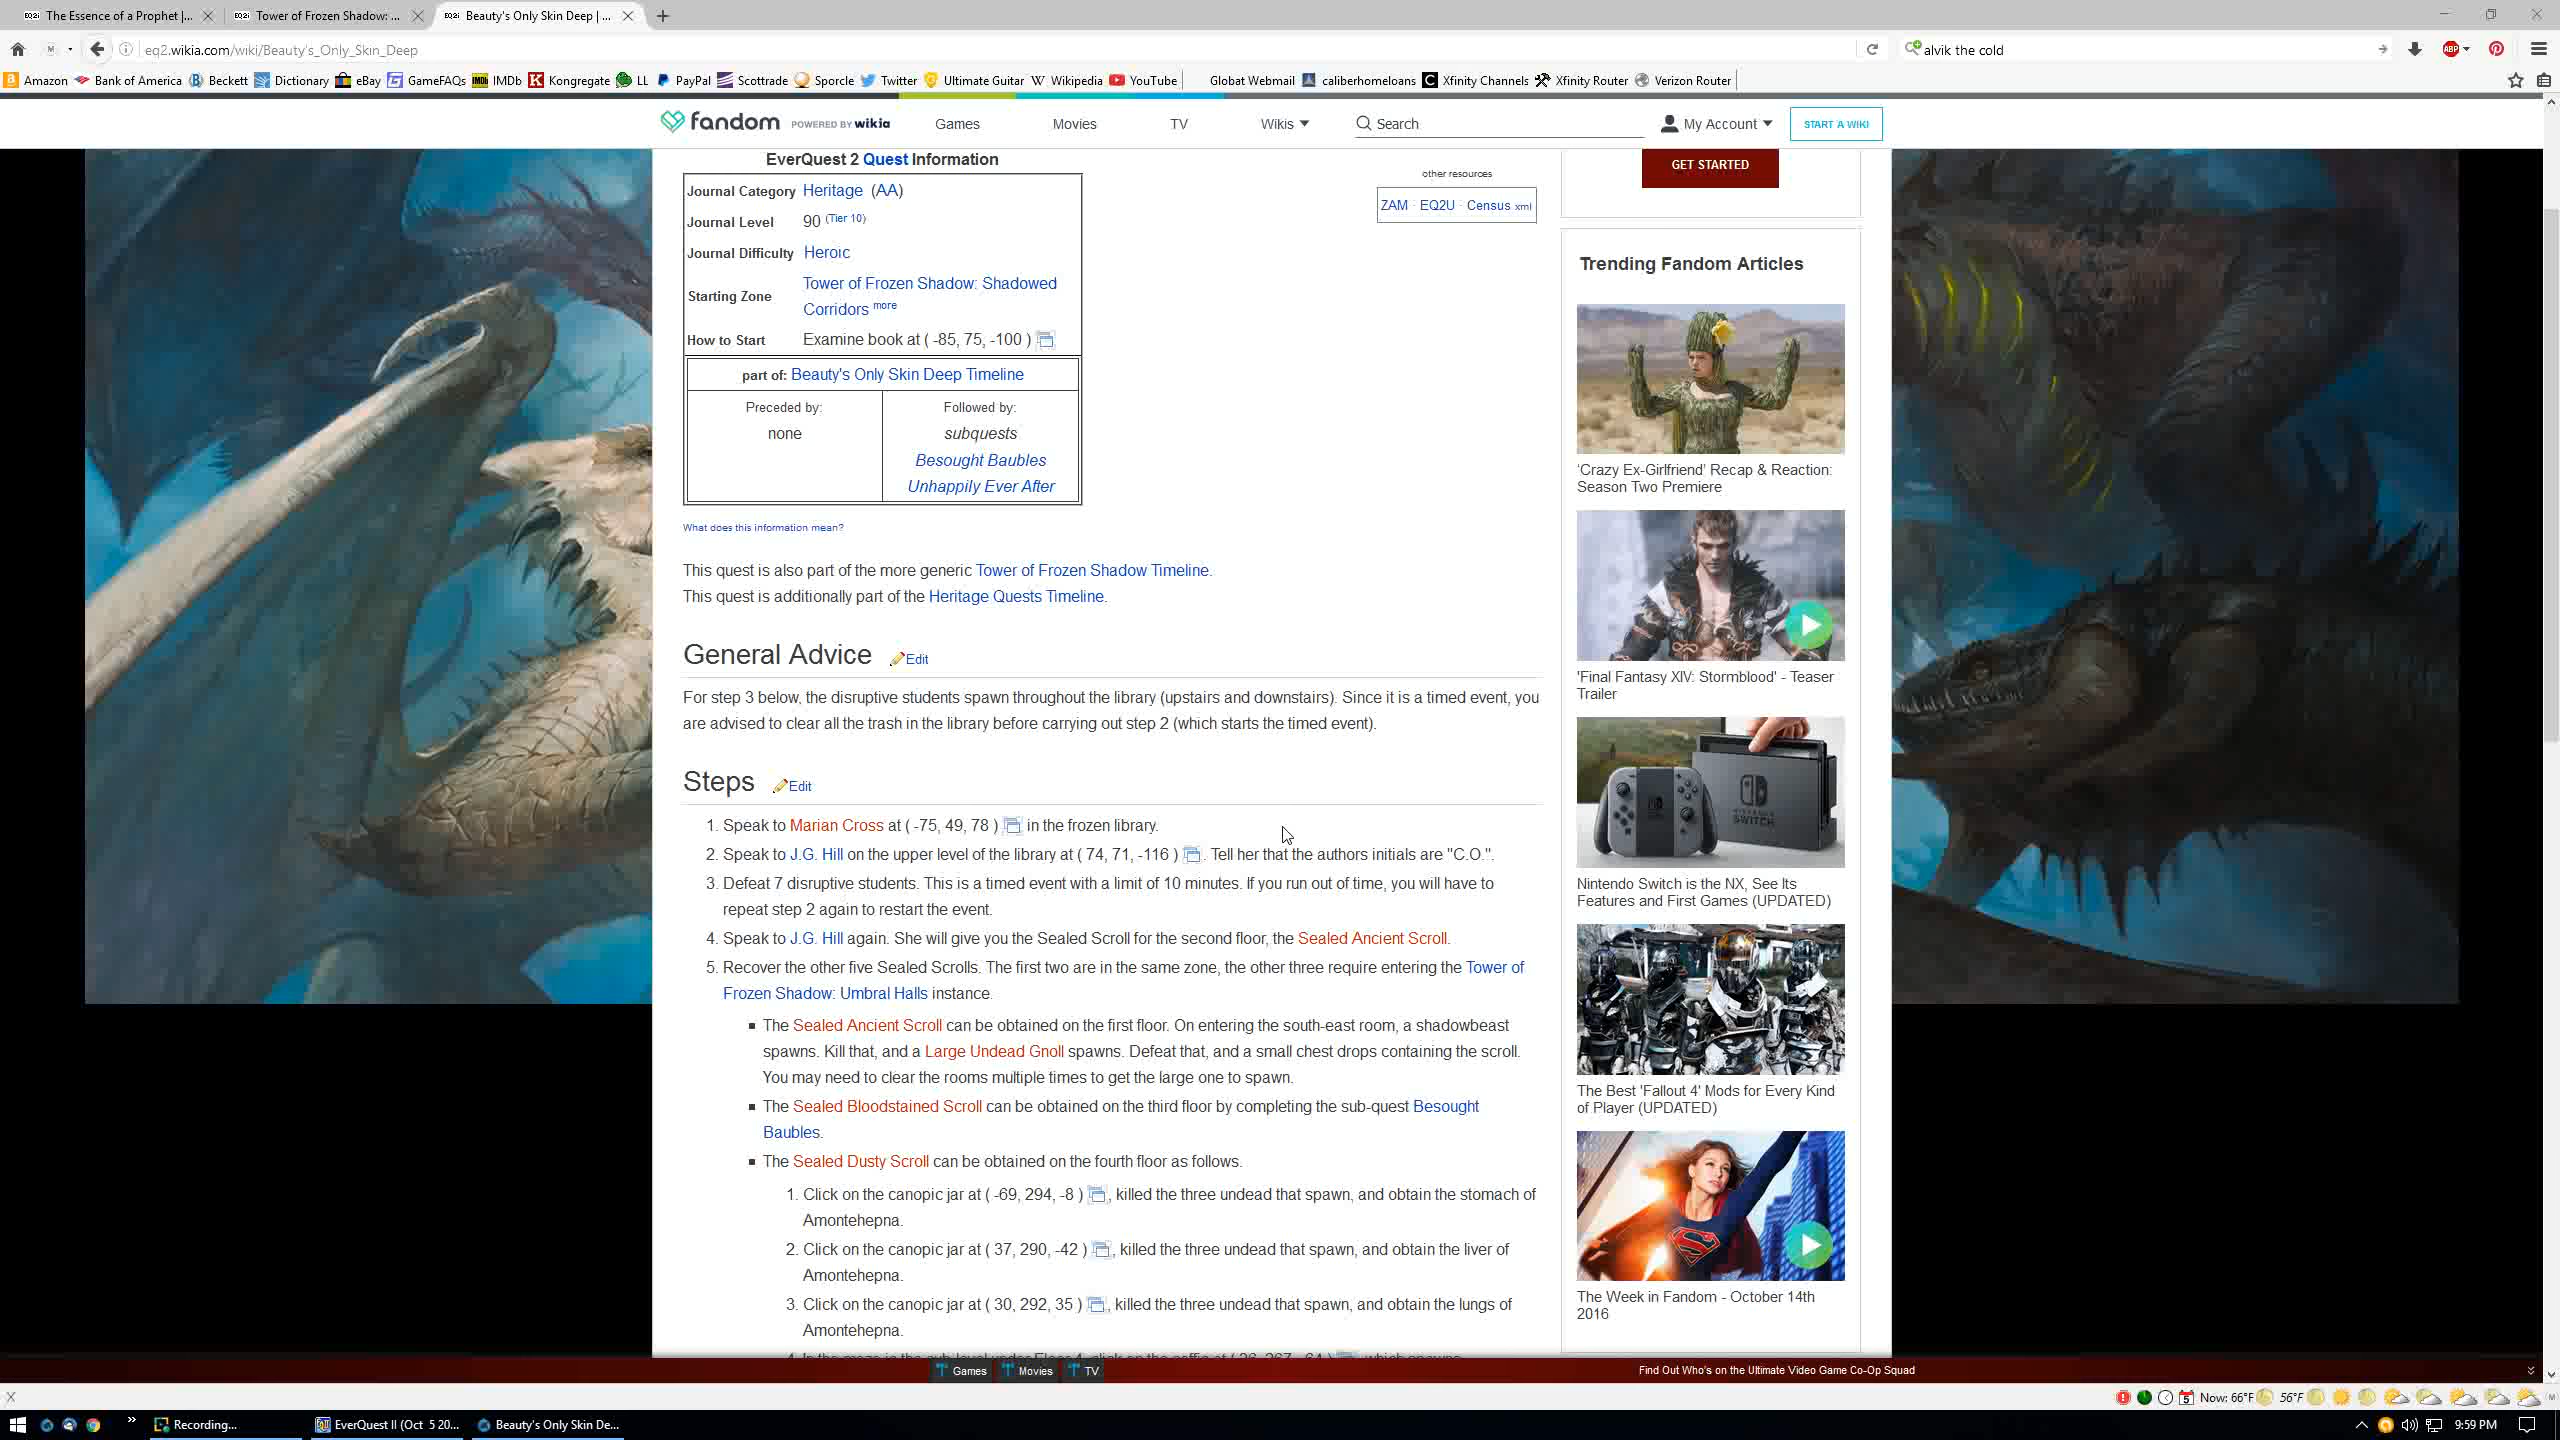 The Essence of a Prophet |...
Tower of Frozen Shadow: ...
Beauty's Only Skin Deep | ...
eq2.wikia.com/wiki/Beauty's_Only_Skin_Deep
alvik the cold
Amazon Bank of America Beckett Dictionary eBay GameFAQs IMDb Kongregate LL PayPal Scottrade Sporcle Twitter Ultimate Guitar Wikipedia YouTube Globat Webmail caliberhomeloans Xfinity Channels Xfinity Router Verizon Router
fandom POWERED BY wikia Games Movies TV Wikis Search My Account START A WIKI
EverQuest 2 Quest Information
Journal Category Heritage (AA)
Journal Level 90 (Tier 10)
Journal Difficulty Heroic
Starting Zone Tower of Frozen Shadow: Shadowed
Corridors more
How to Start Examine book at ( -85, 75, -100 )
part of: Beauty's Only Skin Deep Timeline
Preceded by:
none
Followed by:
subquests
Besought Baubles
Unhappily Ever After
What does this information mean?
other resources
ZAM · EQ2U · Census xml
This quest is also part of the more generic Tower of Frozen Shadow Timeline.
This quest is additionally part of the Heritage Quests Timeline.
General Advice Edit
For step 3 below, the disruptive students spawn throughout the library (upstairs and downstairs). Since it is a timed event, you
are advised to clear all the trash in the library before carrying out step 2 (which starts the timed event).
Steps Edit
1. Speak to Marian Cross at ( -75, 49, 78 ) in the frozen library.
2. Speak to J.G. Hill on the upper level of the library at ( 74, 71, -116 ) . Tell her that the authors initials are "C.O.".
3. Defeat 7 disruptive students. This is a timed event with a limit of 10 minutes. If you run out of time, you will have to
repeat step 2 again to restart the event.
4. Speak to J.G. Hill again. She will give you the Sealed Scroll for the second floor, the Sealed Ancient Scroll.
5. Recover the other five Sealed Scrolls. The first two are in the same zone, the other three require entering the Tower of
Frozen Shadow: Umbral Halls instance.
The Sealed Ancient Scroll can be obtained on the first floor. On entering the south-east room, a shadowbeast
spawns. Kill that, and a Large Undead Gnoll spawns. Defeat that, and a small chest drops containing the scroll.
You may need to clear the rooms multiple times to get the large one to spawn.
The Sealed Bloodstained Scroll can be obtained on the third floor by completing the sub-quest Besought
Baubles.
The Sealed Dusty Scroll can be obtained on the fourth floor as follows.
1. Click on the canopic jar at ( -69, 294, -8 ) , killed the three undead that spawn, and obtain the stomach of
Amontehepna.
2. Click on the canopic jar at ( 37, 290, -42 ) , killed the three undead that spawn, and obtain the liver of
Amontehepna.
3. Click on the canopic jar at ( 30, 292, 35 ) , killed the three undead that spawn, and obtain the lungs of
Amontehepna.
GET STARTED
Trending Fandom Articles
'Crazy Ex-Girlfriend' Recap & Reaction:
Season Two Premiere
'Final Fantasy XIV: Stormblood' - Teaser
Trailer
Nintendo Switch is the NX, See Its
Features and First Games (UPDATED)
The Best 'Fallout 4' Mods for Every Kind
of Player (UPDATED)
The Week in Fandom - October 14th
2016
Games Movies TV
Find Out Who's on the Ultimate Video Game Co-Op Squad
Now: 66°F 56°F
Recording...
EverQuest II (Oct 5 20...
Beauty's Only Skin De...
9:59 PM